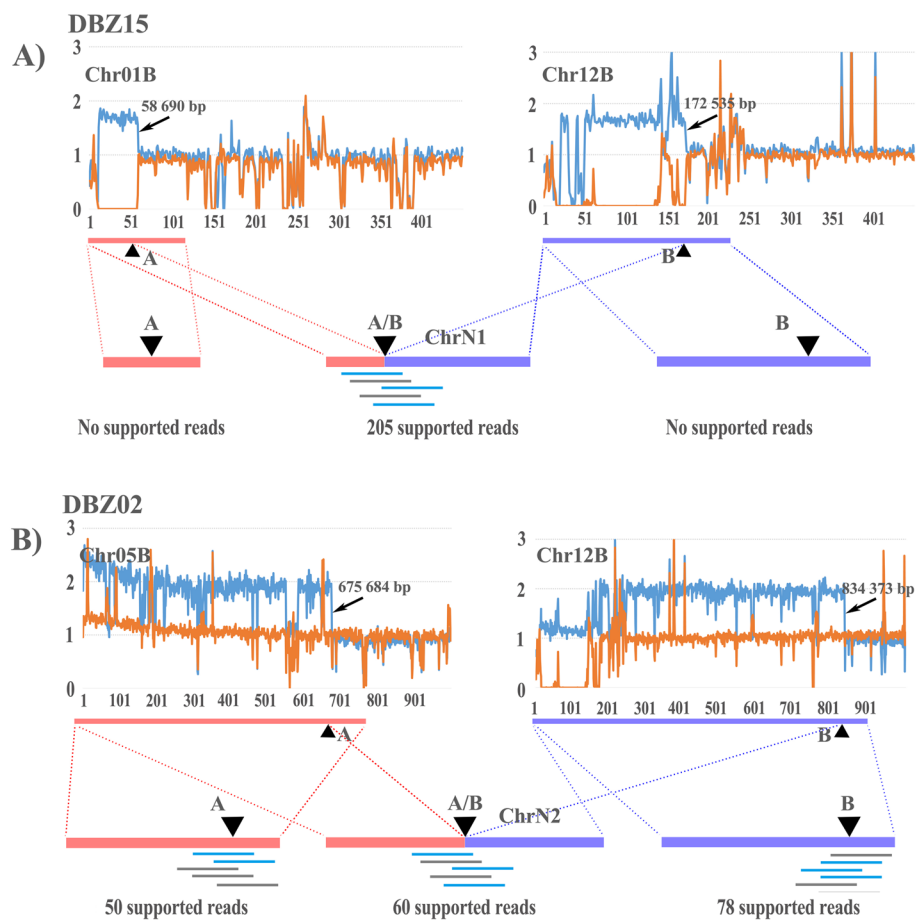 DBZ15
A)
Chr01B
3
2
1
0
58 690 bp
1 51 101 151 201 251 301 351 401
Chr12B
3
2
1
0
172 535 bp
1 51 101 151 201 251 301 351 401
A
B
A
A/B
B
ChrN1
No supported reads
205 supported reads
No supported reads
DBZ02
B)
Chr05B
3
2
1
0
675 684 bp
1 101 201 301 401 501 601 701 801 901
Chr12B
3
2
1
0
834 373 bp
1 101 201 301 401 501 601 701 801 901
A
B
A
A/B
ChrN2
B
50 supported reads
60 supported reads
78 supported reads